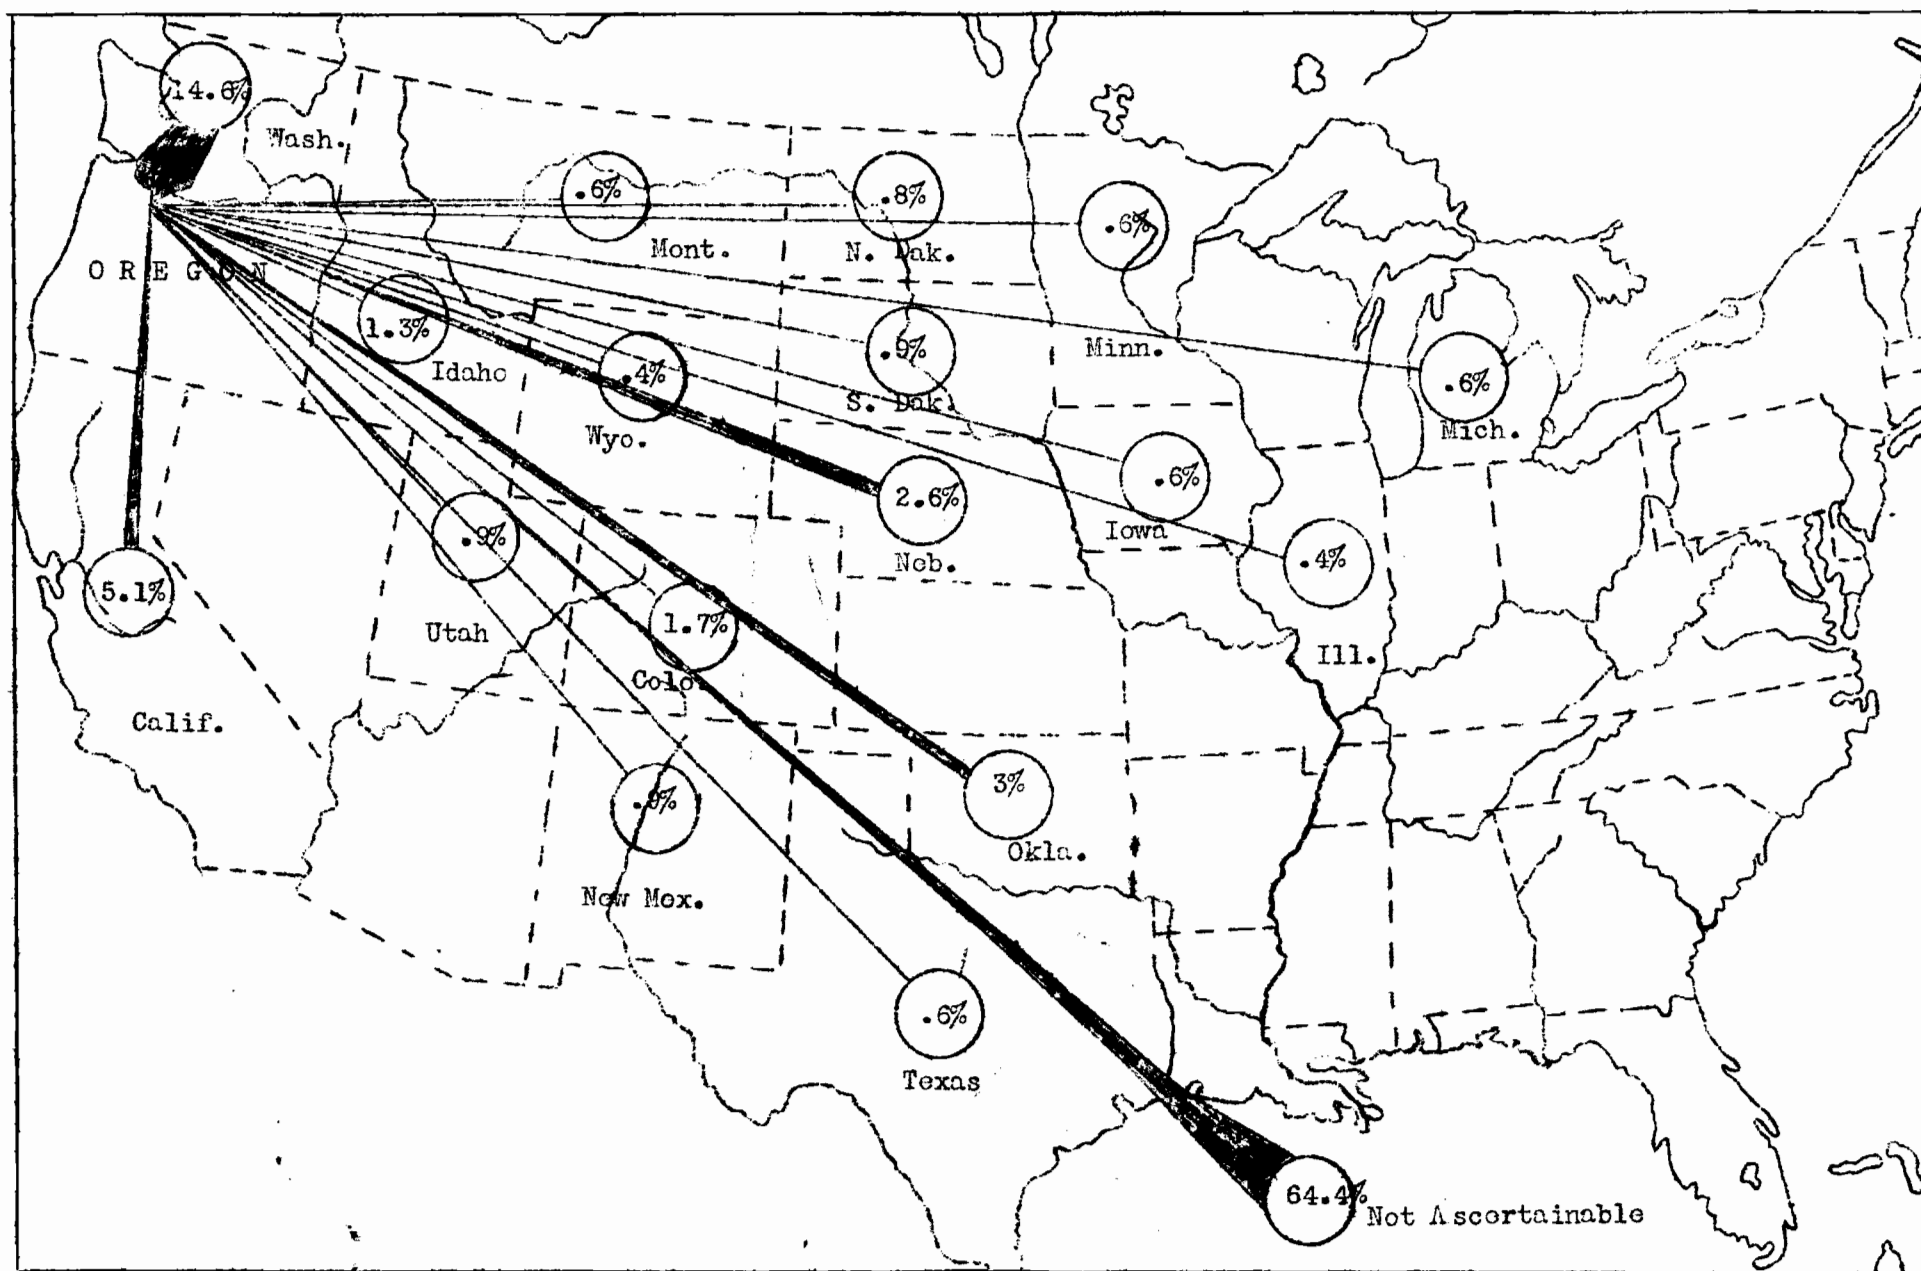 14.6%
Wash.
.6%
Mont.
.8%
N. Dak.
.6%
Minn.
OREGON
1.3%
Idaho
.4%
Wyo.
.9%
S. Dak.
.6%
Mich.
2.6%
Neb.
.6%
Iowa
.4%
Ill.
5.1%
Calif.
.9%
Utah
1.7%
Colo.
3%
Okla.
.9%
New Mex.
.6%
Texas
64.4%
Not Ascertainable